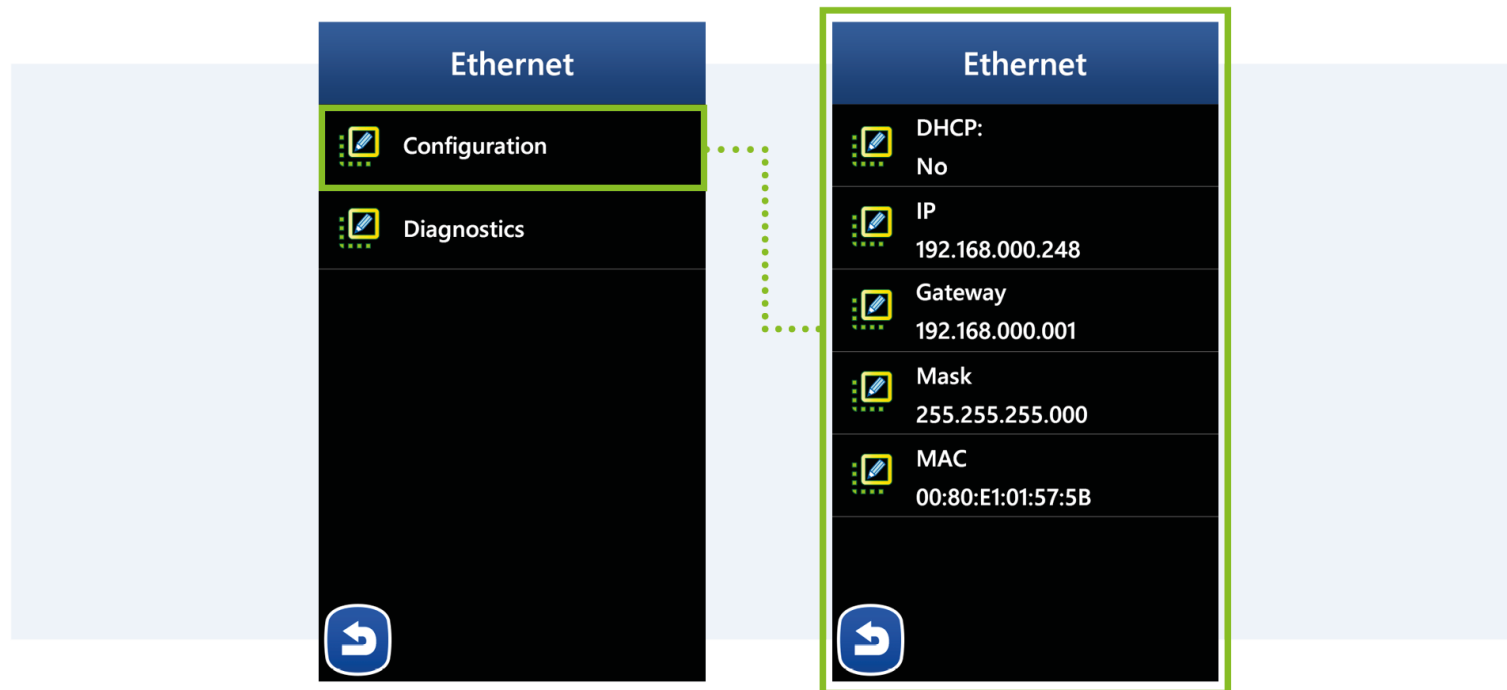 Ethernet
Configuration
Diagnostics
Ethernet
DHCP:
No
IP
192.168.000.248
Gateway
192.168.000.001
Mask
255.255.255.000
MAC
00:80:E1:01:57:5B